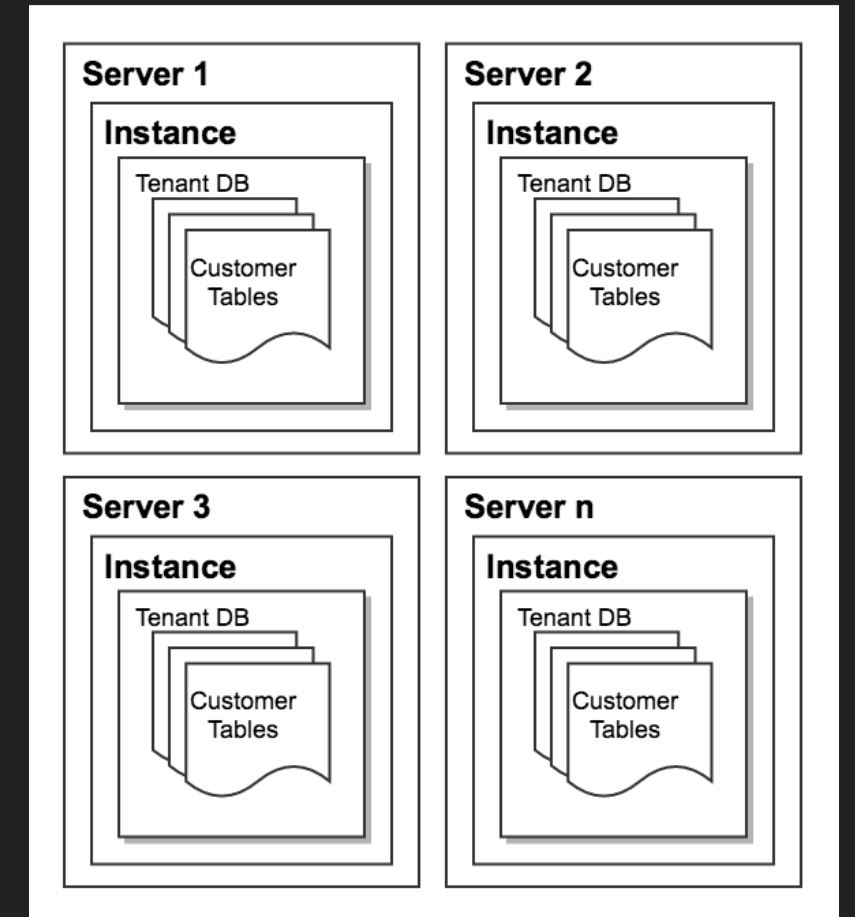 Server 1
Instance
Tenant DB
Customer
Tables
Server 2
Instance
Tenant DB
Customer
Tables
Server 3
Instance
Tenant DB
Customer
Tables
Server n
Instance
Tenant DB
Customer
Tables